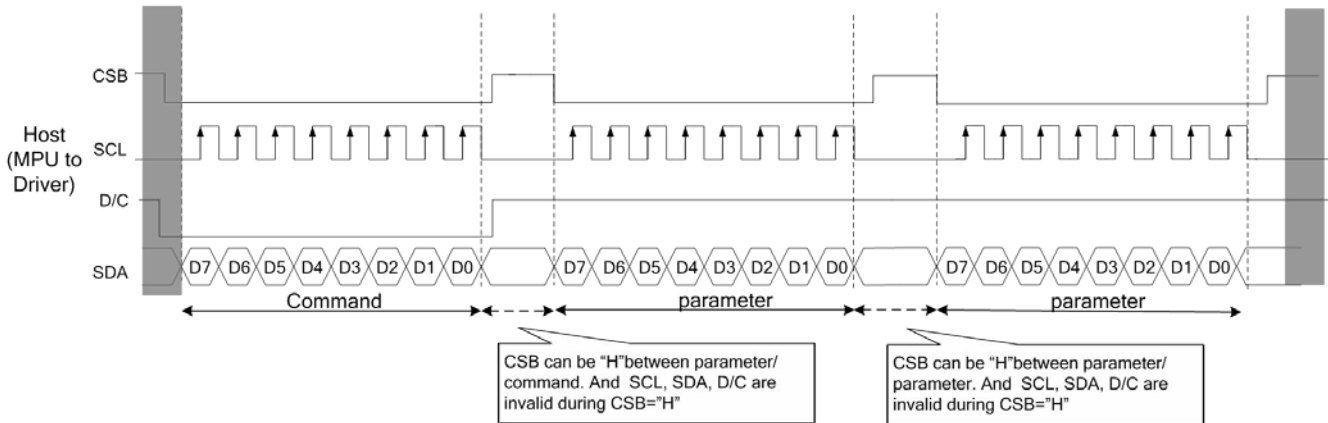 CSB
Host
(MPU to
Driver)
SCL
D/C
SDA
D7 D6 D5 D4 D3 D2 D1 D0 D7 D6 D5 D4 D3 D2 D1 D0 D7 D6 D5 D4 D3 D2 D1 D0
Command parameter parameter
CSB can be "H"between parameter/
command. And SCL, SDA, D/C are
invalid during CSB="H"
CSB can be "H"between parameter/
parameter. And SCL, SDA, D/C are
invalid during CSB="H"